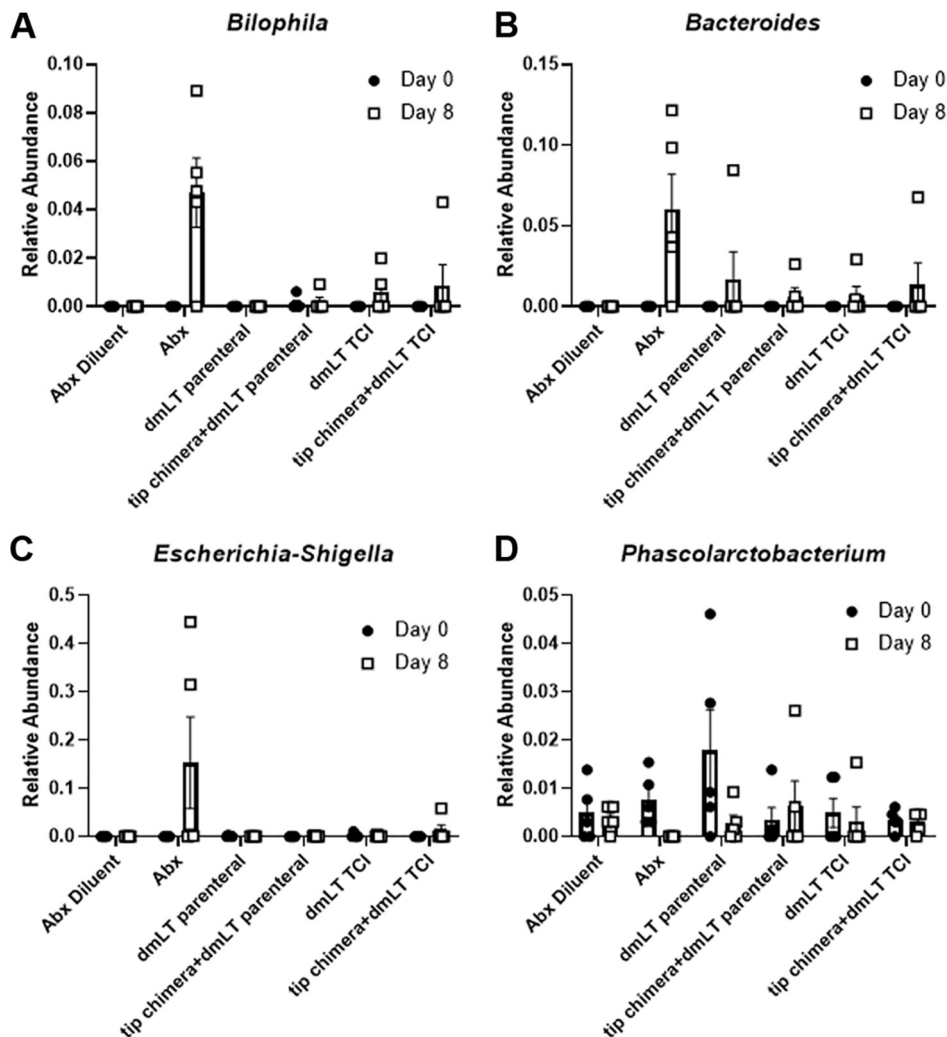 A
Bilophila
Relative Abundance
0.10
0.08
0.06
0.04
0.02
0.00
Day 0
Day 8
Abx Diluent
Abx
dmLT parenteral
tip chimera+dmLT parenteral
dmLT TCI
tip chimera+dmLT TCI
B
Bacteroides
Relative Abundance
0.15
0.10
0.05
0.00
Day 0
Day 8
Abx Diluent
Abx
dmLT parenteral
tip chimera+dmLT parenteral
dmLT TCI
tip chimera+dmLT TCI
C
Escherichia-Shigella
Relative Abundance
0.5
0.4
0.3
0.2
0.1
0.0
Day 0
Day 8
Abx Diluent
Abx
dmLT parenteral
tip chimera+dmLT parenteral
dmLT TCI
tip chimera+dmLT TCI
D
Phascolarctobacterium
Relative Abundance
0.05
0.04
0.03
0.02
0.01
0.00
Day 0
Day 8
Abx Diluent
Abx
dmLT parenteral
tip chimera+dmLT parenteral
dmLT TCI
tip chimera+dmLT TCI